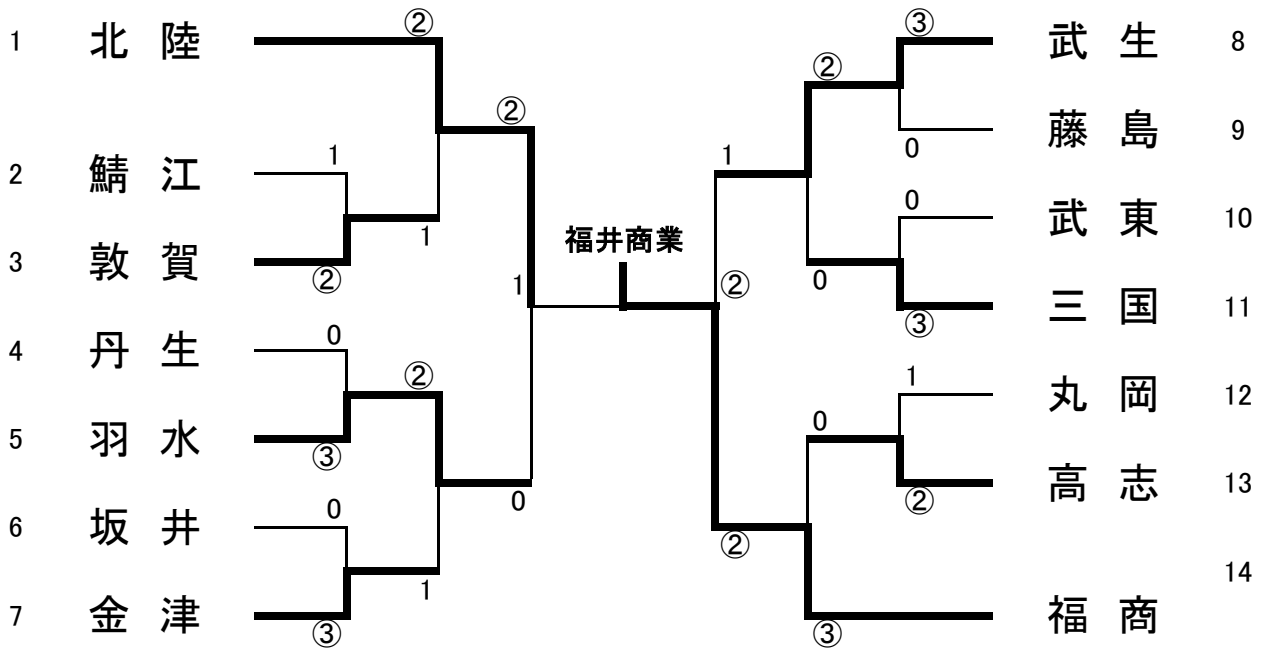 ② ③
1 北 陸 武 生 8
② ②
1 1 藤 島 9
0
2 鯖 江
0
1 福井商業 武 東 10
3 敦 賀 ② 0
1 ②
三 国 11
③
0
4 丹 生
② 1
丸 岡 12
0
5 羽 水
③
0 高 志 13
0 ②
6 坂 井 ②
14
1
7 金 津 福 商
③ ③